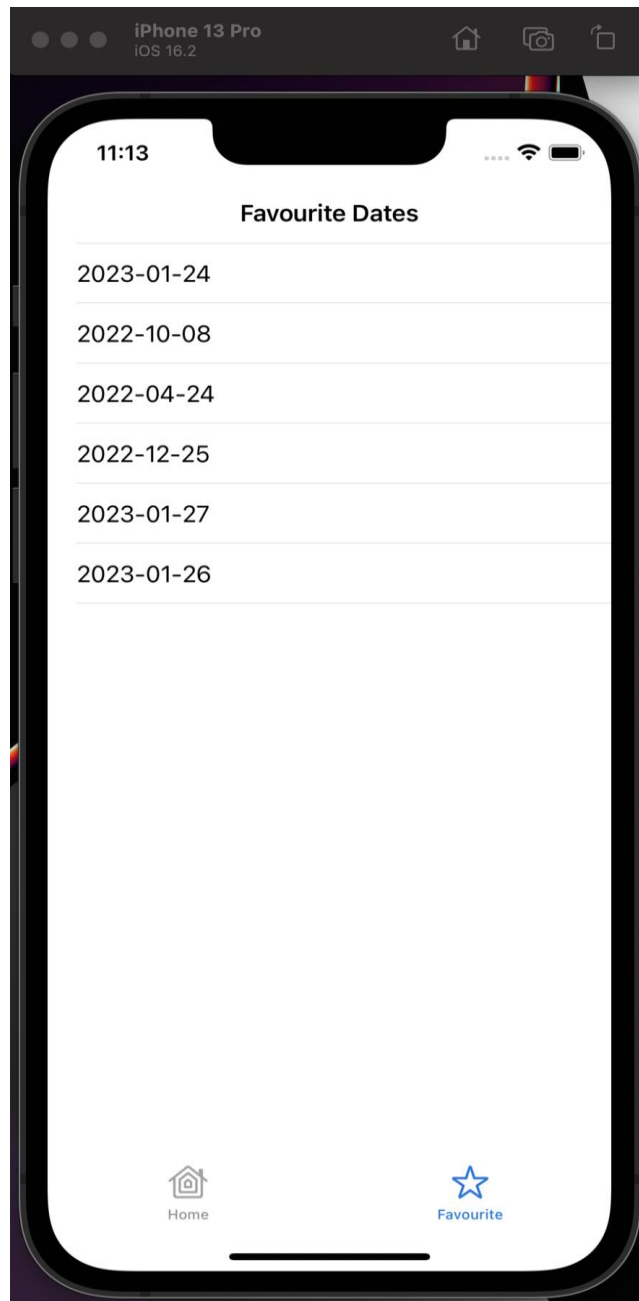 iPhone 13 Pro
iOS 16.2
11:13
Favourite Dates
2023-01-24
2022-10-08
2022-04-24
2022-12-25
2023-01-27
2023-01-26
Home
Favourite